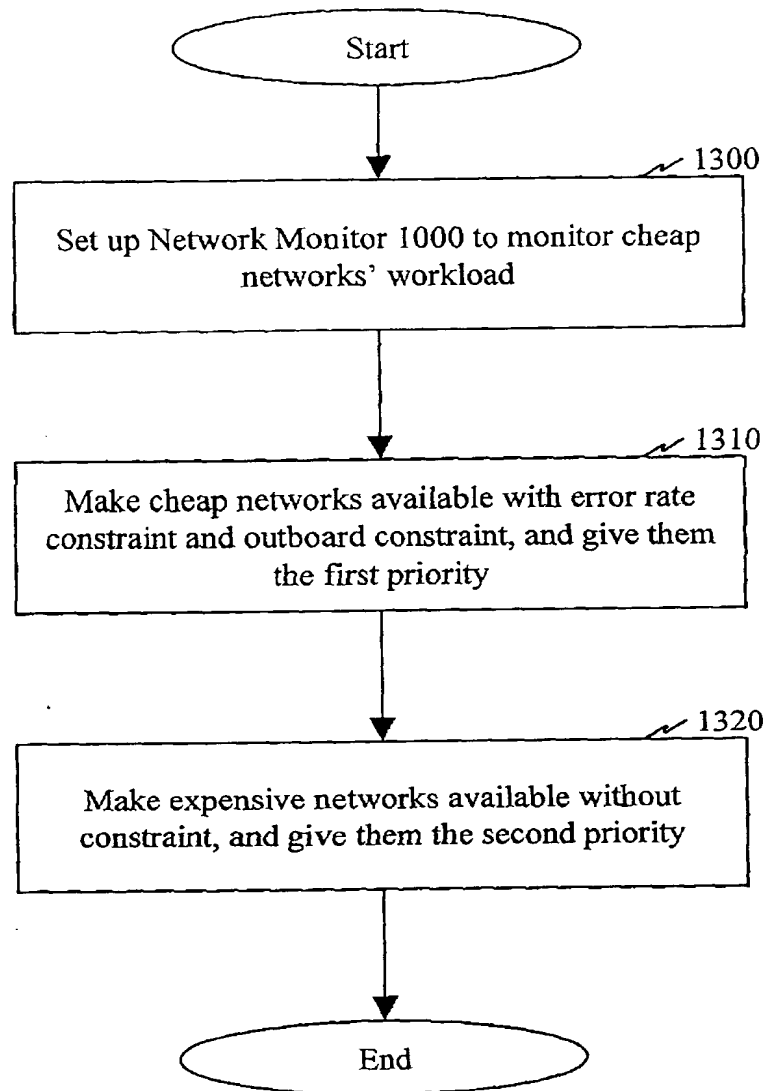 Start
1300
Set up Network Monitor 1000 to monitor cheap
networks’ workload
1310
Make cheap networks available with error rate
constraint and outboard constraint, and give them
the first priority
1320
Make expensive networks available without
constraint, and give them the second priority
End